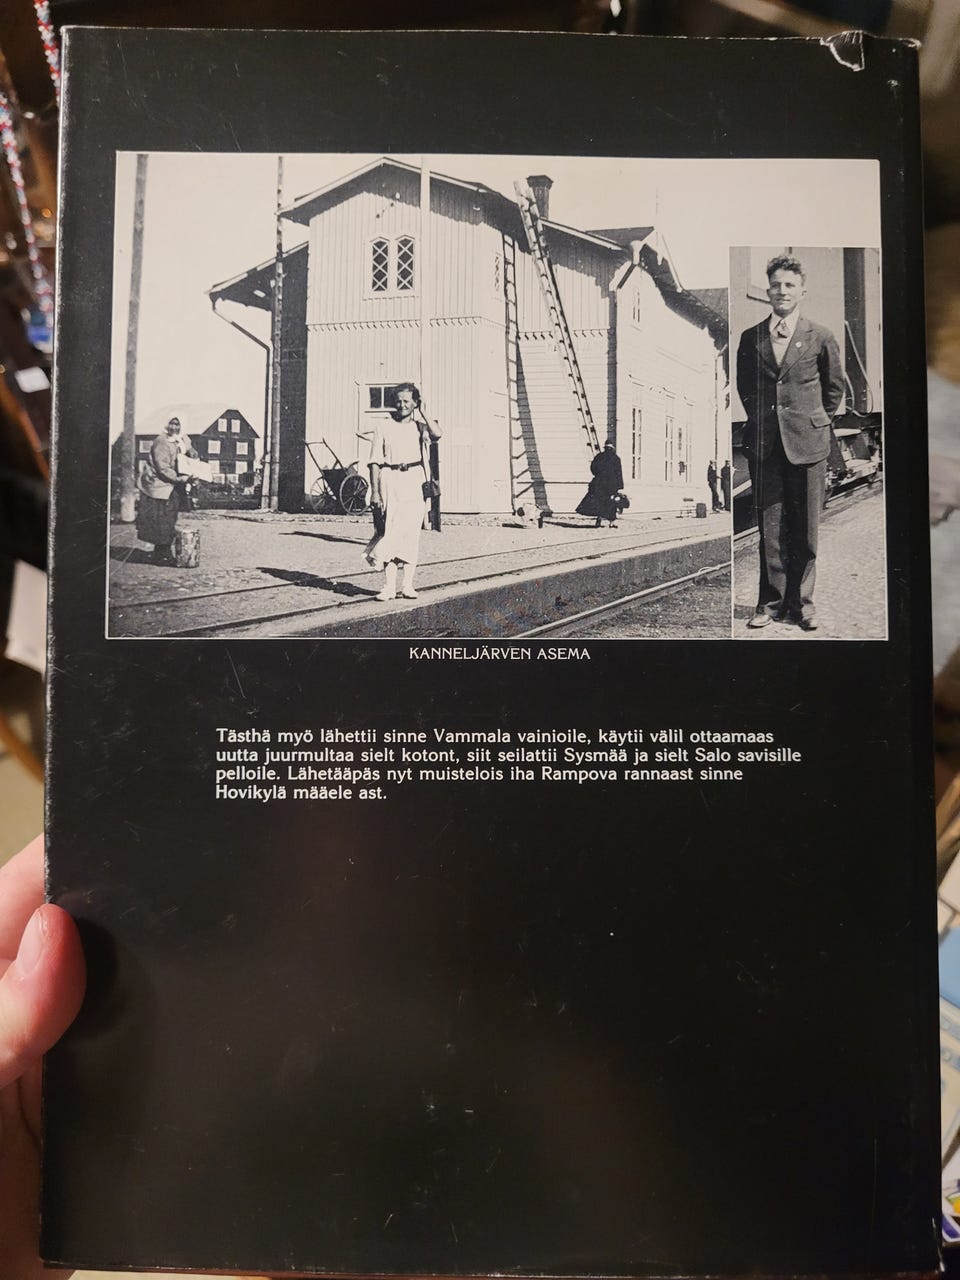 KANNELJÄRVEN ASEMA
Tästhä myö lähettii sinne Vammala vainioile, käytii välil ottaamaas
uutta juurmultaa sielt kotont, siit seilattii Sysmää ja sielt Salo savisille
pelloile. Lähetääpäs nyt muistelois iha Rampova rannaast sinne
Hovikylä määele ast.